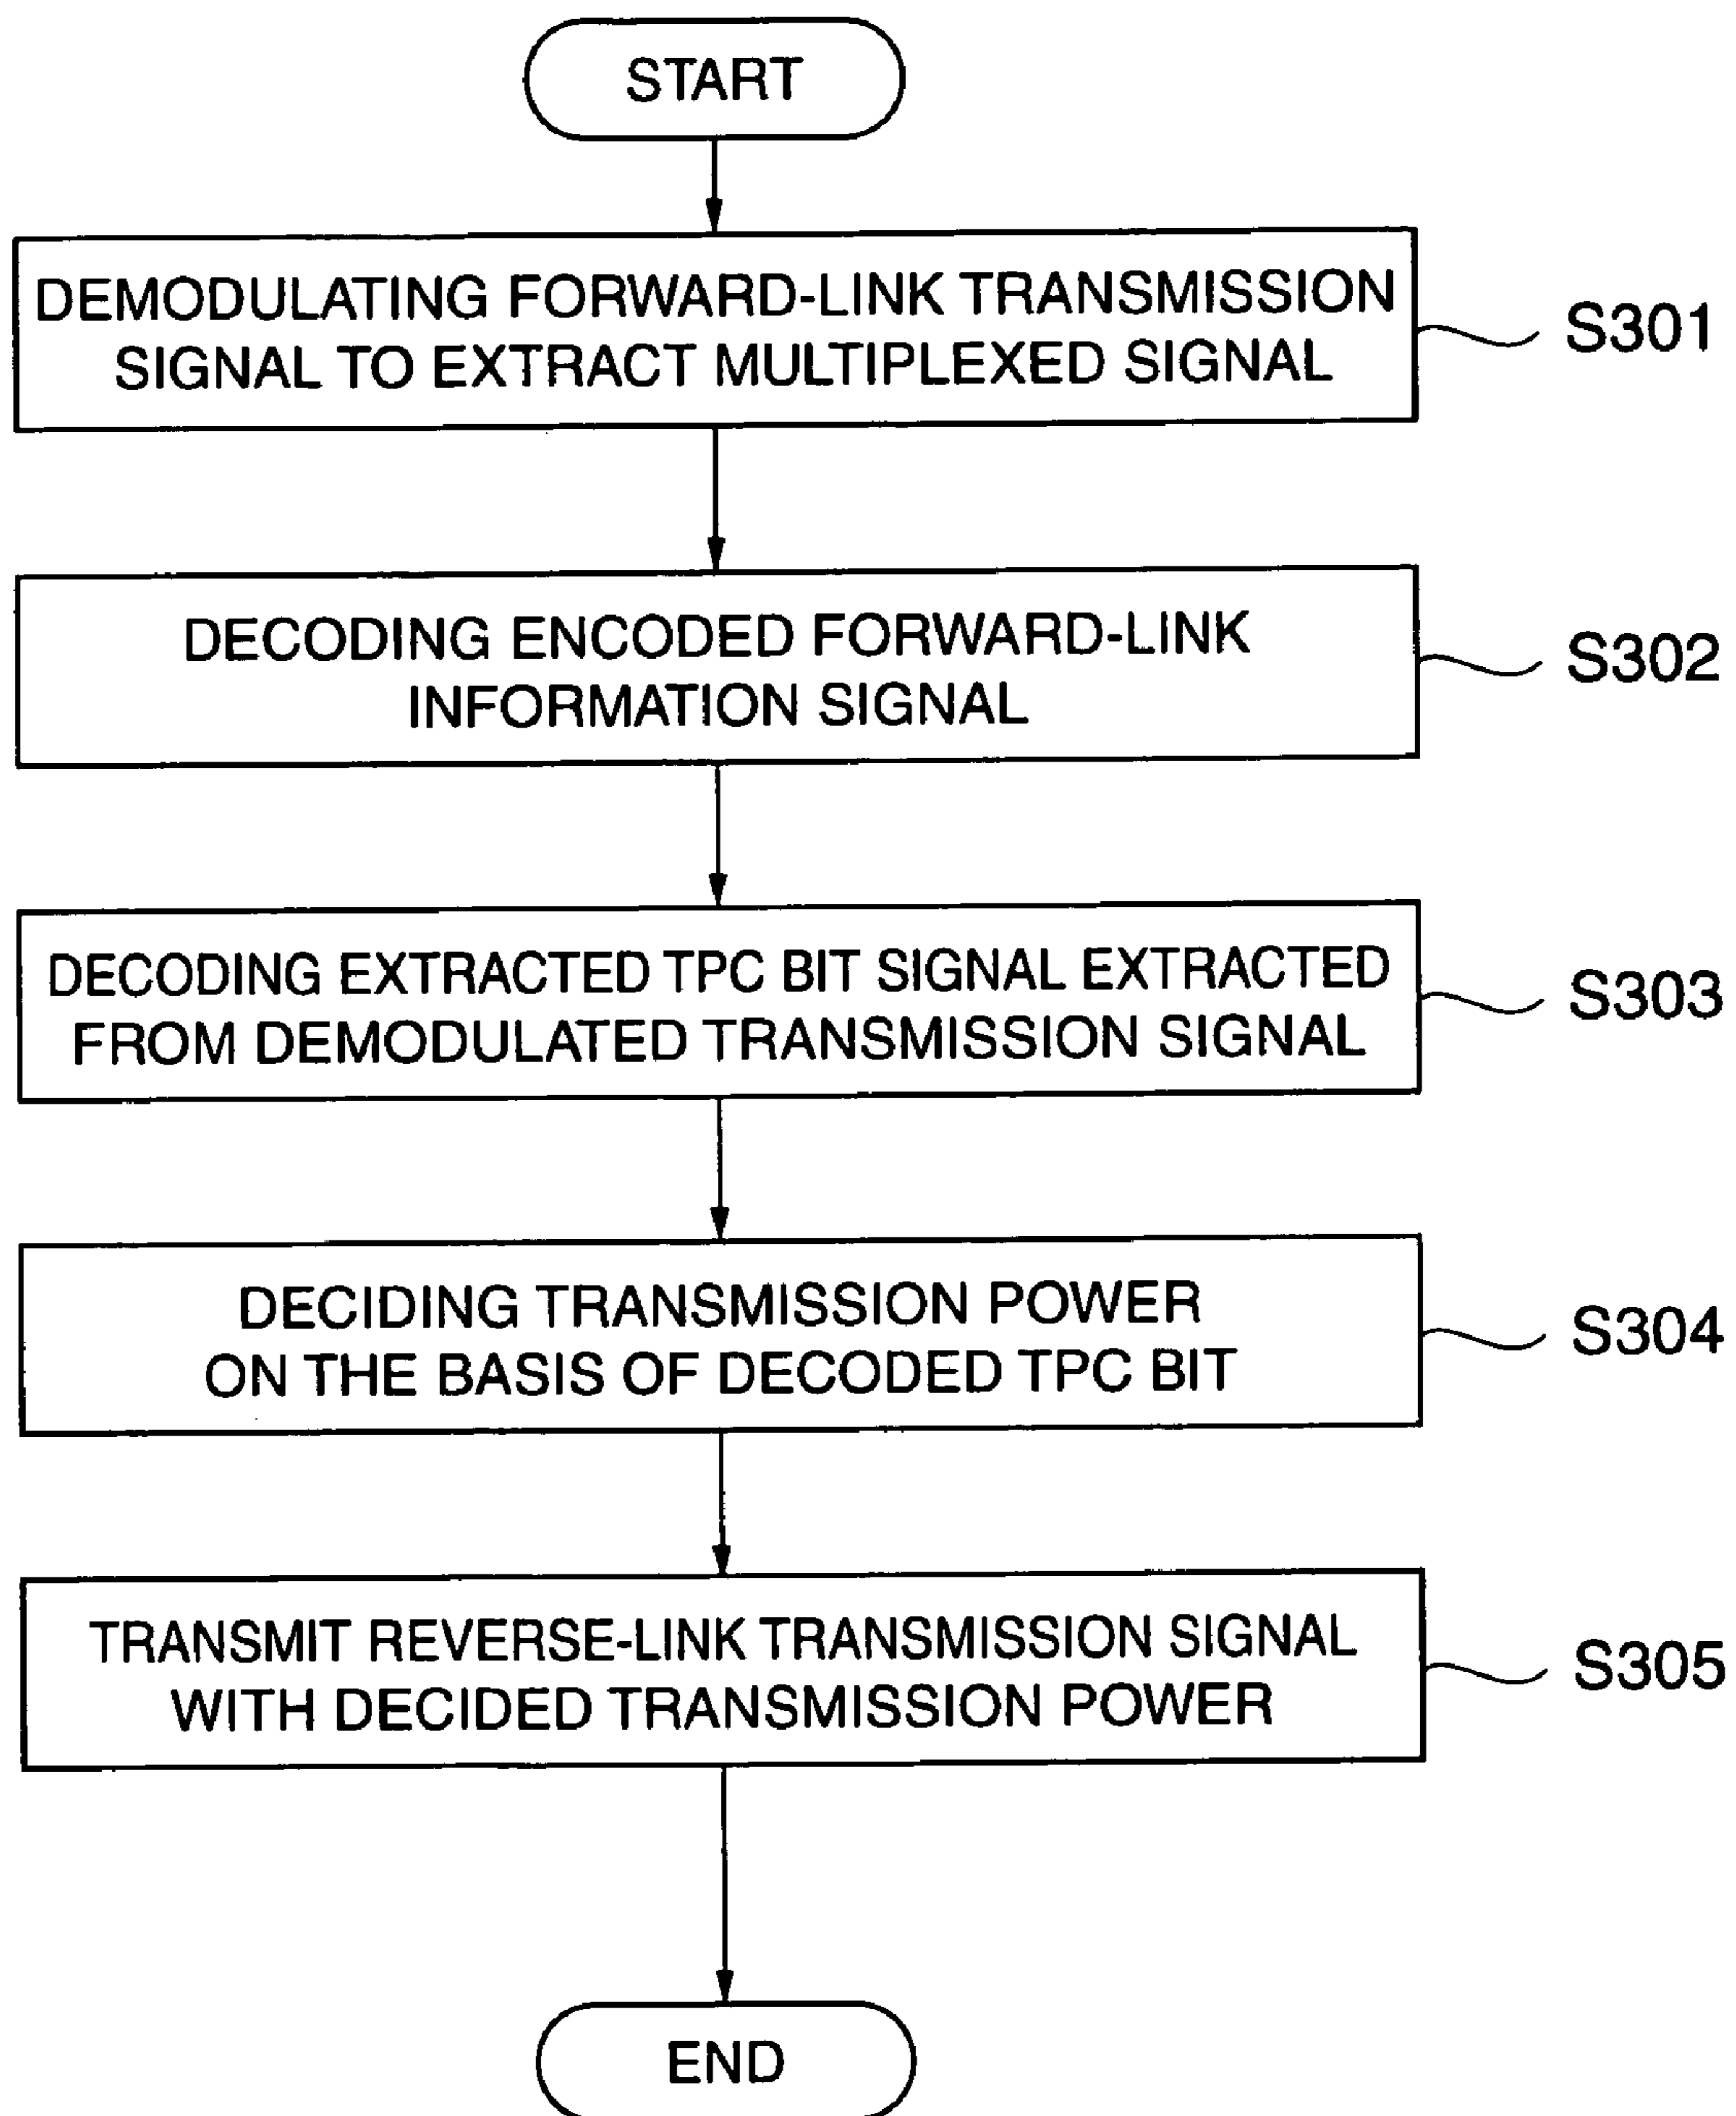 START
DEMODULATING FORWARD-LINK TRANSMISSION
SIGNAL TO EXTRACT MULTIPLEXED SIGNAL
S301
DECODING ENCODED FORWARD-LINK
INFORMATION SIGNAL
S302
DECODING EXTRACTED TPC BIT SIGNAL EXTRACTED
FROM DEMODULATED TRANSMISSION SIGNAL
S303
DECIDING TRANSMISSION POWER
ON THE BASIS OF DECODED TPC BIT
S304
TRANSMIT REVERSE-LINK TRANSMISSION SIGNAL
WITH DECIDED TRANSMISSION POWER
S305
END